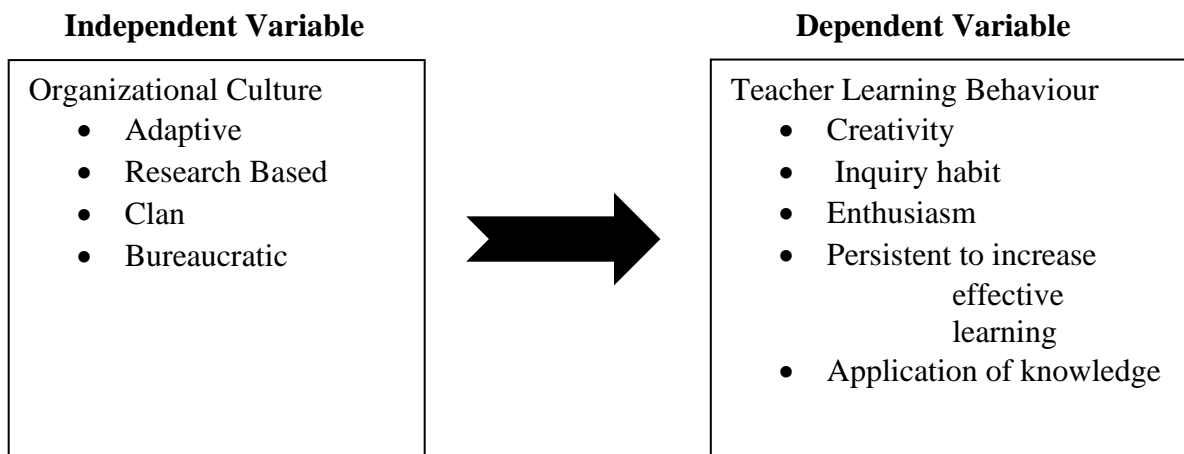 Independent Variable
Organizational Culture
• Adaptive
• Research Based
• Clan
• Bureaucratic
Dependent Variable
Teacher Learning Behaviour
• Creativity
• Inquiry habit
• Enthusiasm
• Persistent to increase
effective
learning
• Application of knowledge